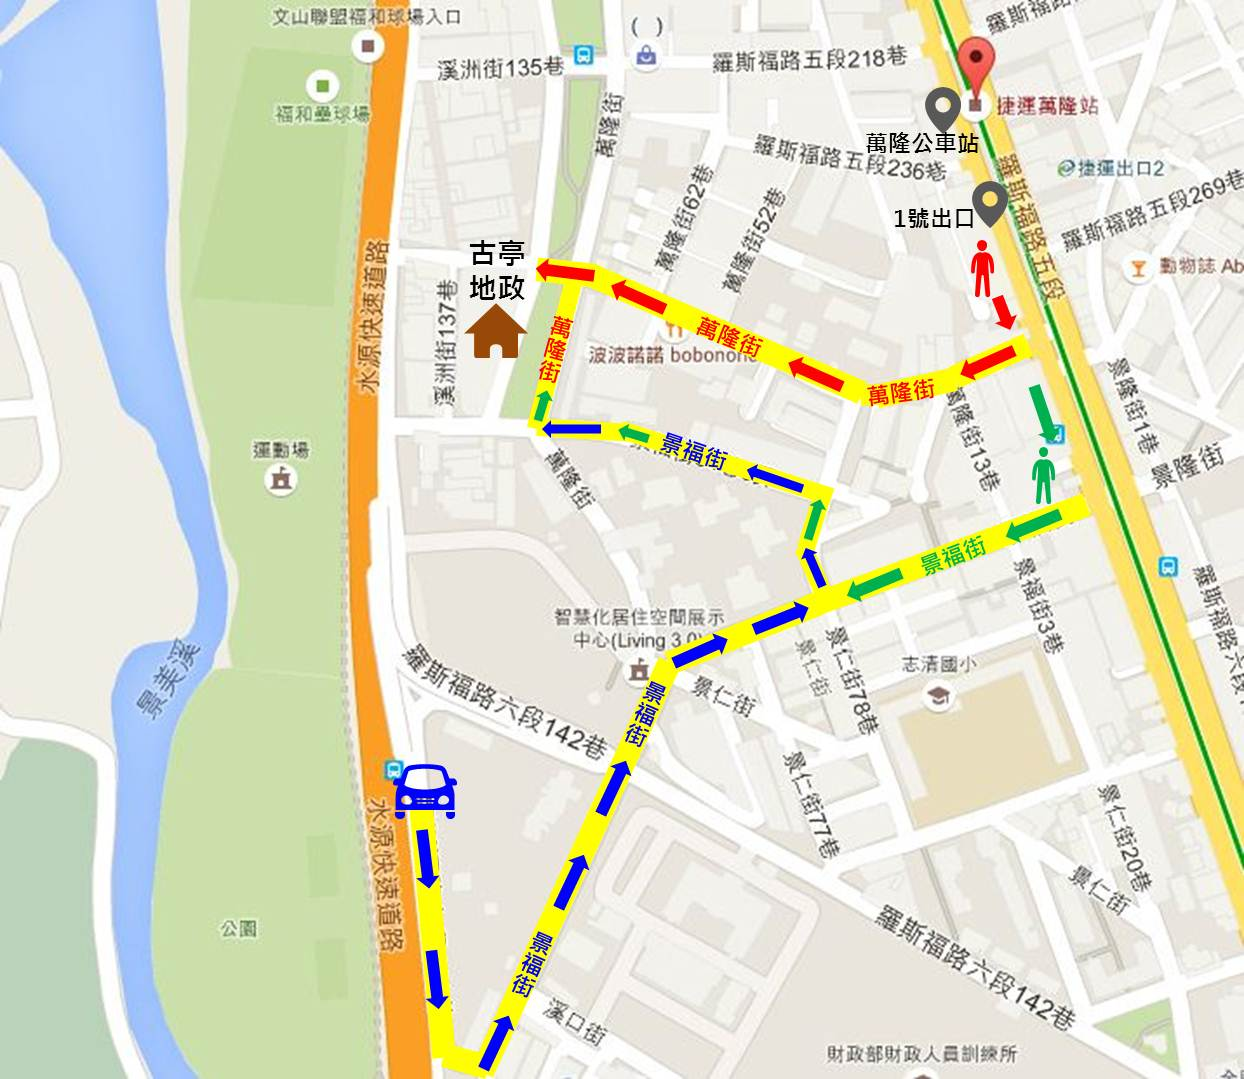 文山聯盟福和球場入口
( )
溪洲街135巷
羅斯福路五段218巷
福和壘球場
捷運萬隆站
萬隆街
萬隆公車站
羅斯福路五段236巷
捷運出口2
萬隆街62巷
萬隆街52巷
羅斯福路五段
羅斯福路五段269巷
1號出口
古亭
地政
動物誌 Ab
水源快速道路
溪洲街137巷
萬隆街
萬隆街
波波諾諾 bobonono
萬隆街
萬隆街13巷
景隆街1巷
景隆街
景福街
運動場
萬隆街
景福街
景福街3巷
羅斯福路六段
智慧化居住空間展示
中心(Living 3.0)
景仁街78巷
景仁街
志清國小
景美溪
羅斯福路六段142巷
景福街
景仁街
景仁街77巷
景仁街20巷
水源快速道路
景仁街
公園
景福街
羅斯福路六段142巷
溪口街
財政部財政人員訓練所